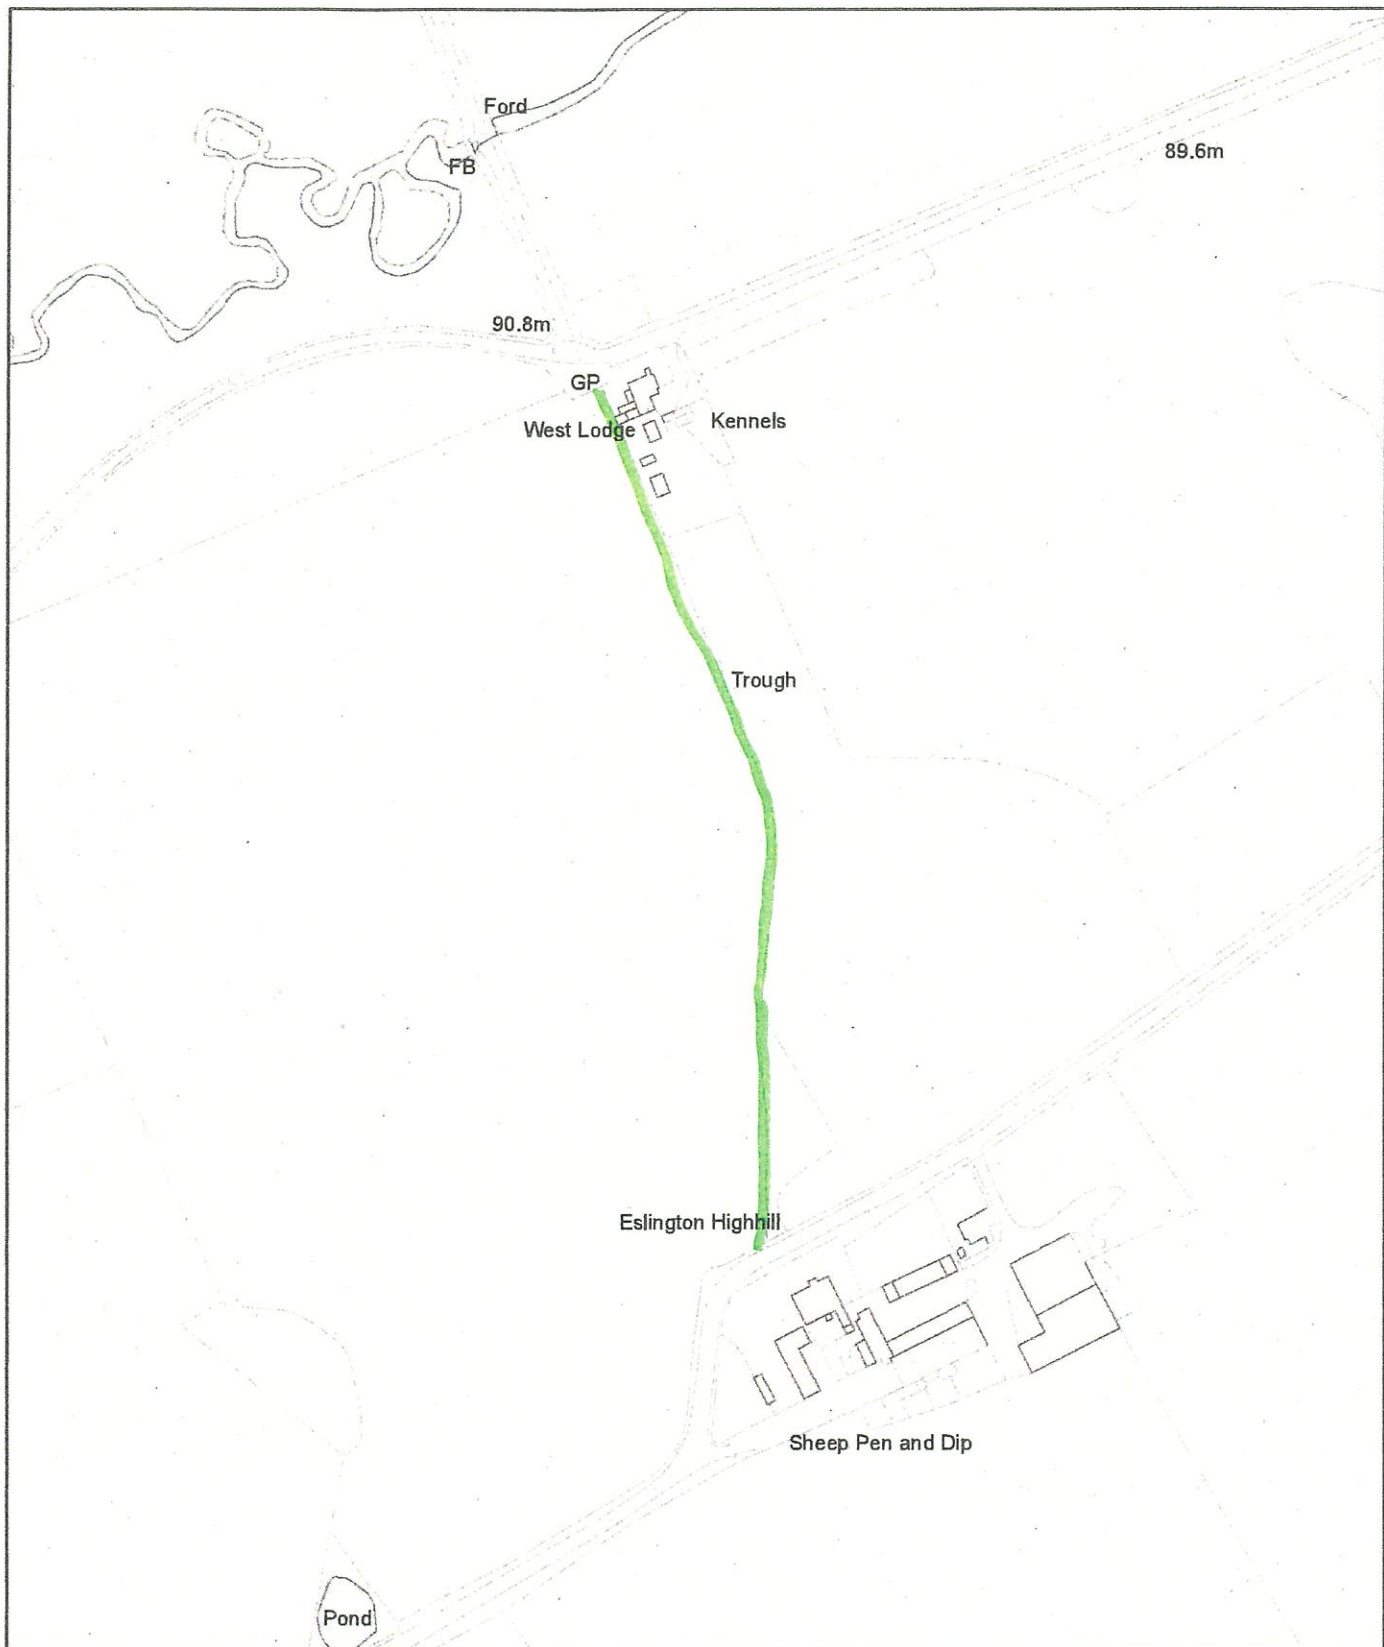 Ford
89.6m
FB
90.8m
GP
West Lodge
Kennels
Trough
Eslington Highhill
Sheep Pen and Dip
Pond